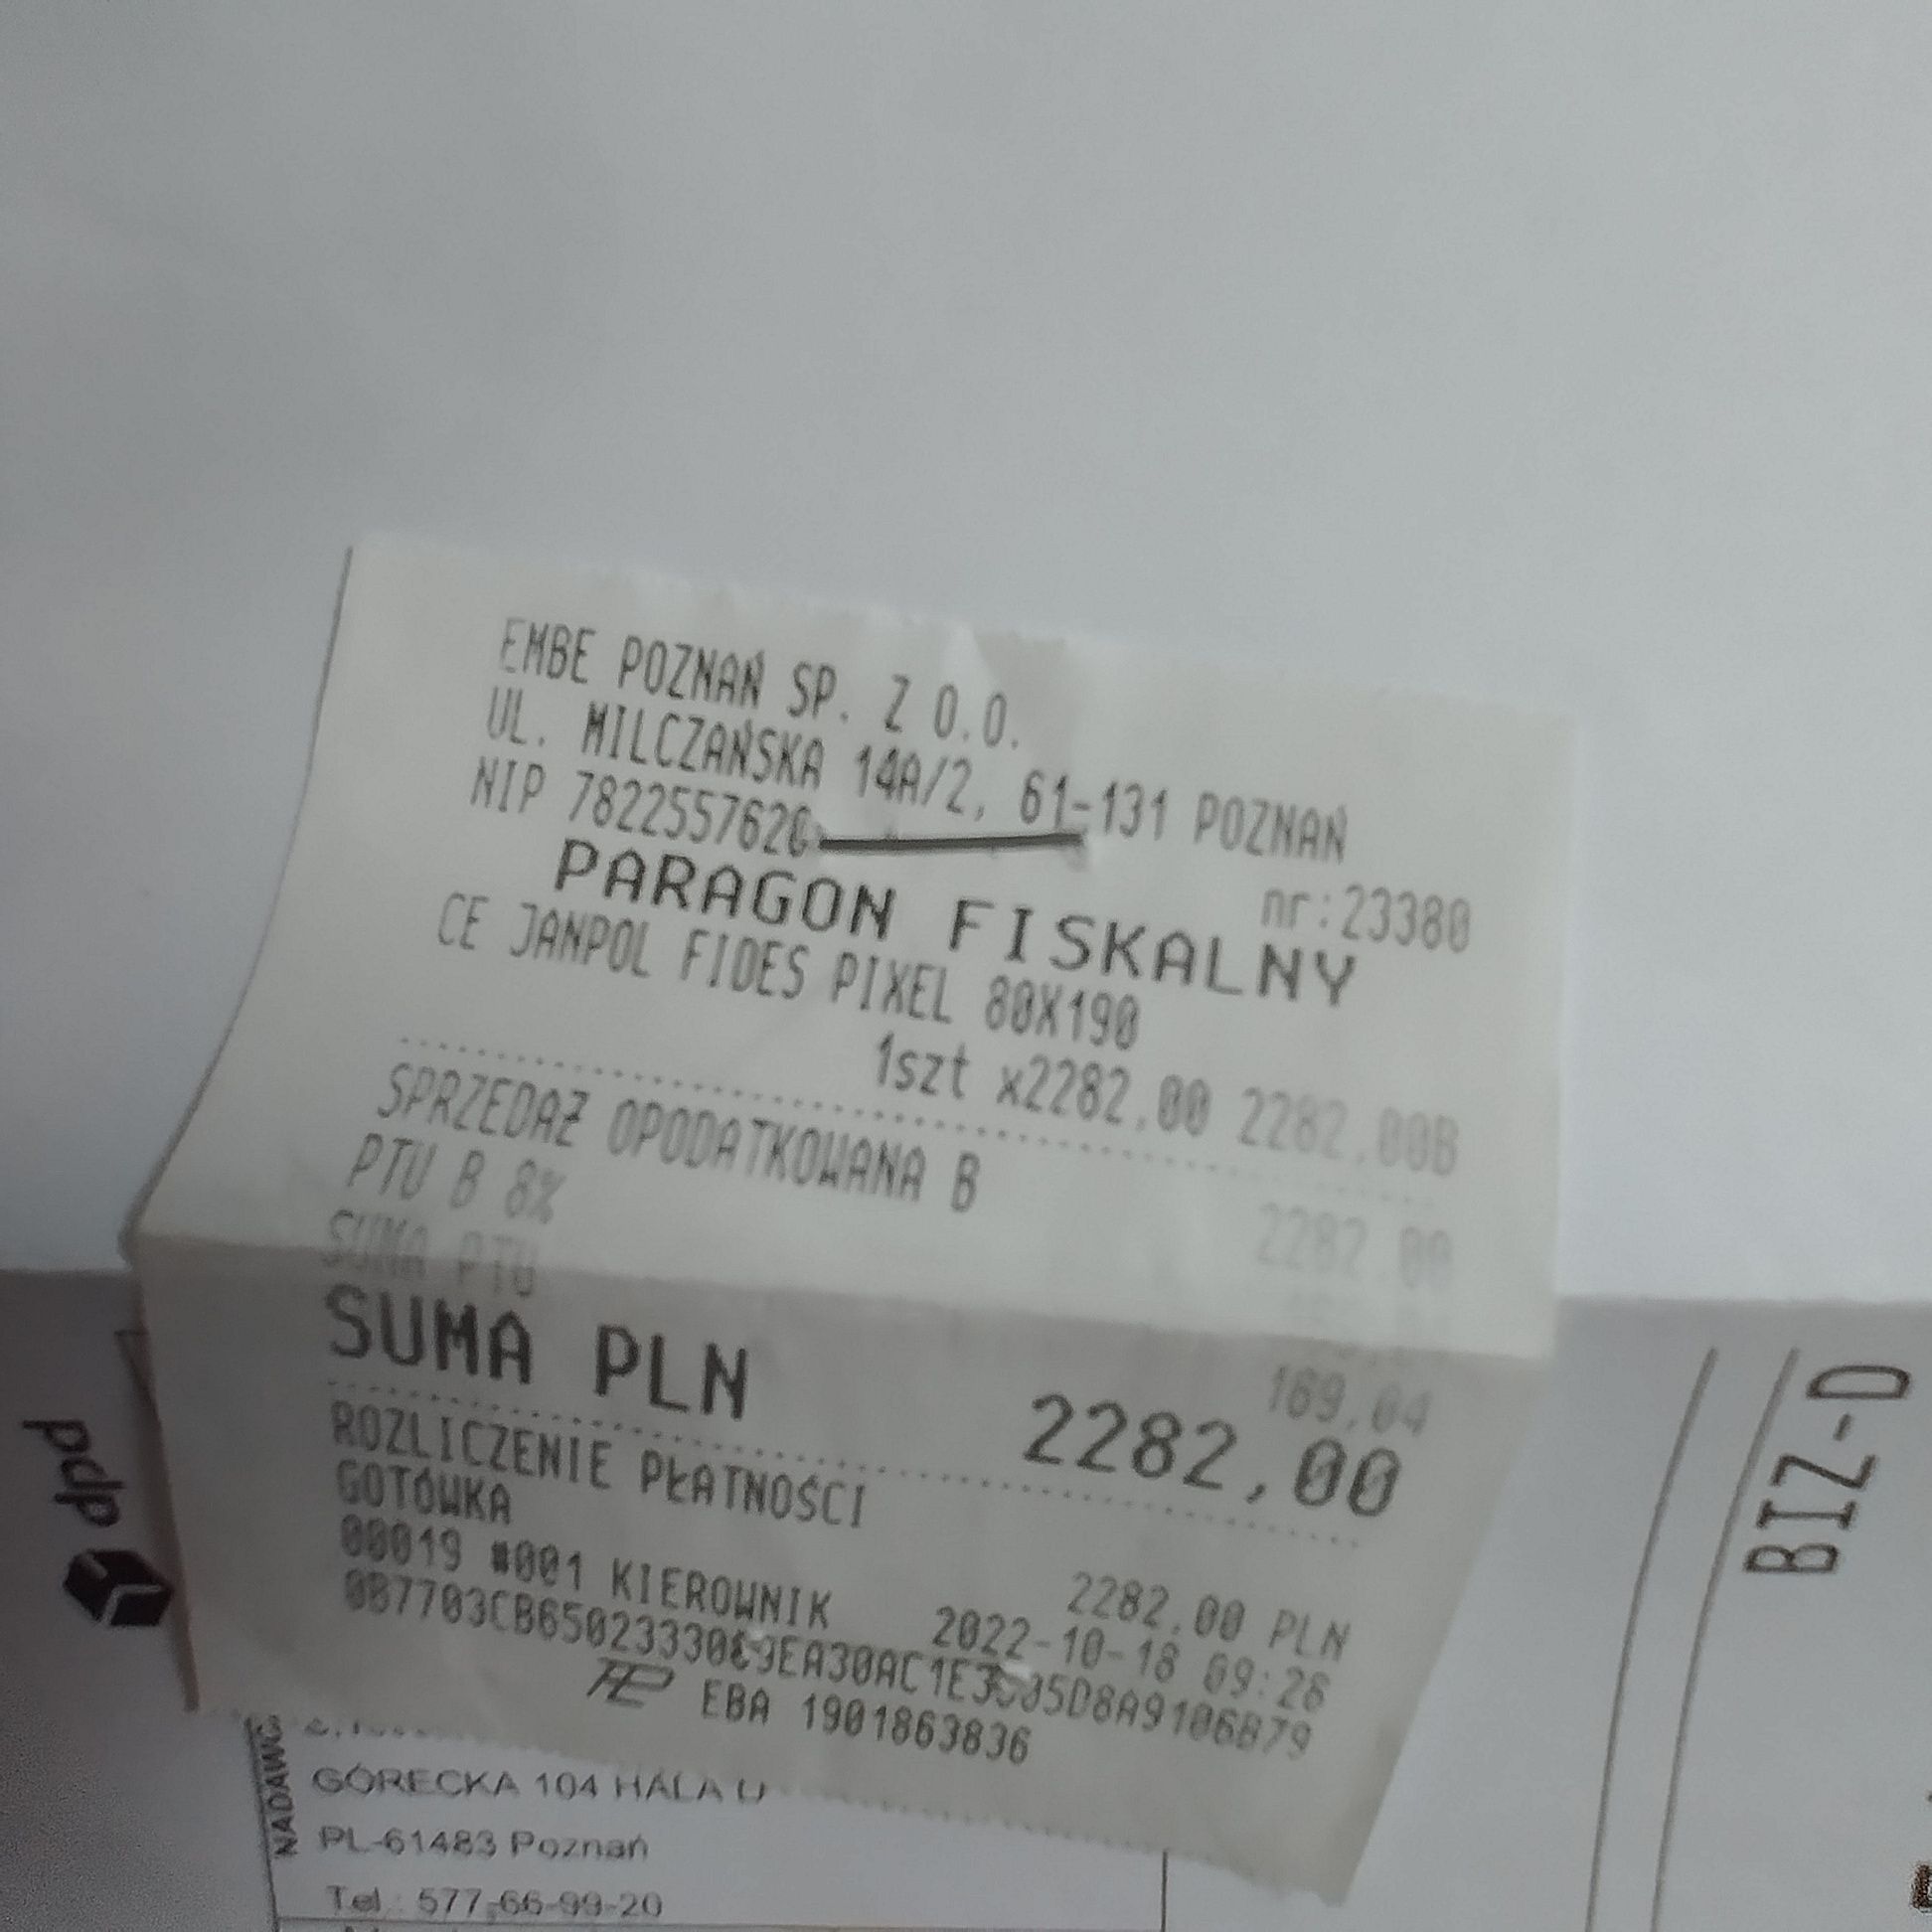 EMBE POZNAŃ SP. Z O.O.
UL. MILCZAŃSKA 14A/2, 61-131 POZNAŃ
NIP 7822557620
nr:23380
PARAGON FISKALNY
CE JANPOL FIDES PIXEL 80X190
1szt x2282,00 2282,00B
SPRZEDAŻ OPODATKOWANA B 2282,00
PTU B 8%
SUMA PTU 169,04
SUMA PLN 2282,00
ROZLICZENIE PŁATNOŚCI
GOTÓWKA 2282,00 PLN
00019 #001 KIEROWNIK 2022-10-18 09:26
EBA 1901863836
dpd
BIZ-D
GÓRECKA 104 HALA
PL-61483 Poznań
Tel.: 577-66-99-20